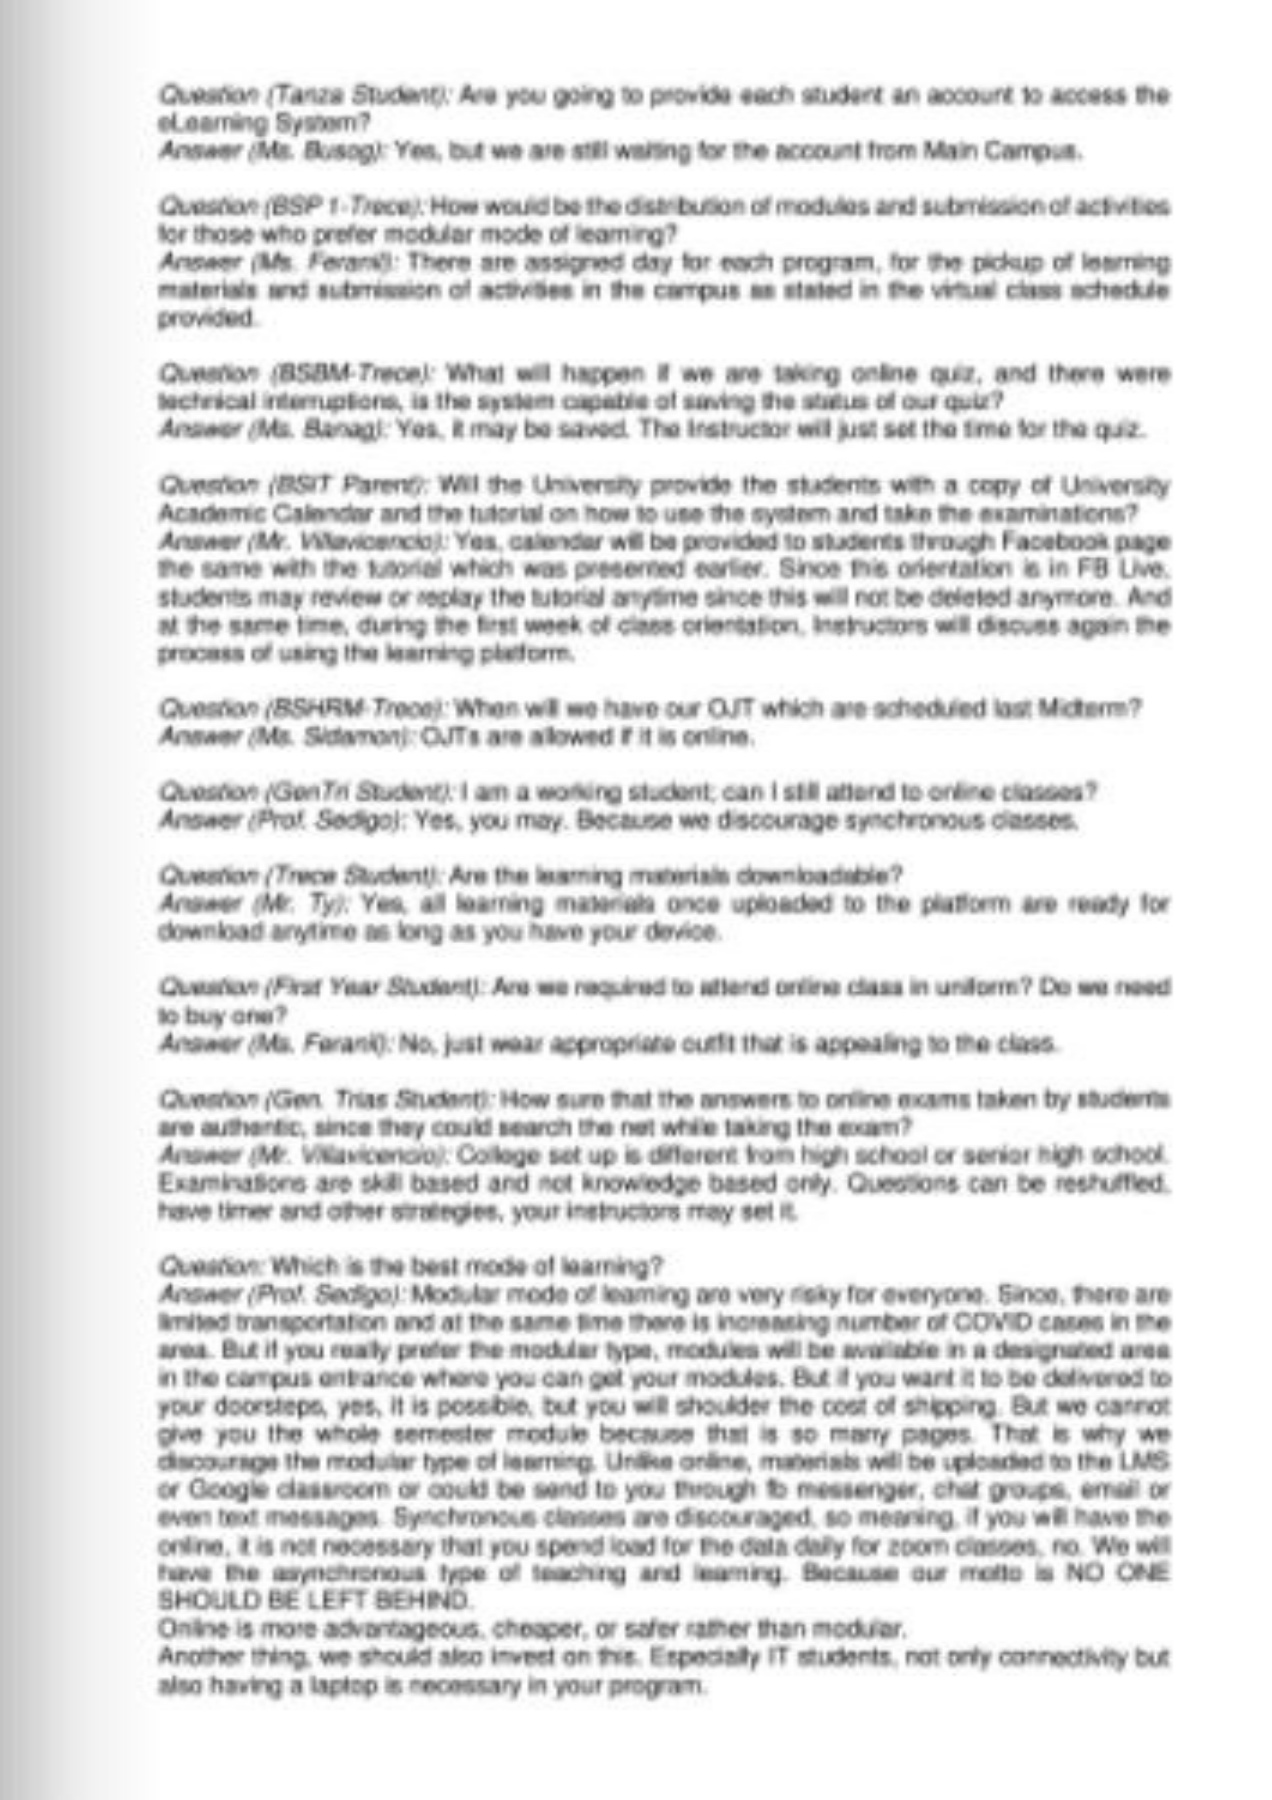 Question (Tanza Student): Are you going to provide each student an account to access the
eLearning System?
Answer (Ms. Busog): Yes, but we are still waiting for the account from Main Campus.
Question (BSP 1-Trece): How would be the distribution of modules and submission of activities
for those who prefer modular mode of learning?
Answer (Ms. Feranil): There are assigned day for each program, for the pickup of learning
materials and submission of activities in the campus as stated in the virtual class schedule
provided.
Question (BSBM-Trece): What will happen if we are taking online quiz, and there were
technical interruptions, is the system capable of saving the status of our quiz?
Answer (Ms. Banag): Yes, it may be saved. The Instructor will just set the time for the quiz.
Question (BSIT Parent): Will the University provide the students with a copy of University
Academic Calendar and the tutorial on how to use the system and take the examinations?
Answer (Mr. Villavicencio): Yes, calendar will be provided to students through Facebook page
the same with the tutorial which was presented earlier. Since this orientation is in FB Live,
students may review or replay the tutorial anytime since this will not be deleted anymore. And
at the same time, during the first week of class orientation, Instructors will discuss again the
process of using the learning platform.
Question (BSHRM-Trece): When will we have our OJT which are scheduled last Midterm?
Answer (Ms. Sidamon): OJTs are allowed if it is online.
Question (GenTri Student): I am a working student; can I still attend to online classes?
Answer (Prof. Sedigo): Yes, you may. Because we discourage synchronous classes.
Question (Trece Student): Are the learning materials downloadable?
Answer (Mr. Ty): Yes, all learning materials once uploaded to the platform are ready for
download anytime as long as you have your device.
Question (First Year Student): Are we required to attend online class in uniform? Do we need
to buy one?
Answer (Ms. Feranil): No, just wear appropriate outfit that is appealing to the class.
Question (Gen. Trias Student): How sure that the answers to online exams taken by students
are authentic, since they could search the net while taking the exam?
Answer (Mr. Villavicencio): College set up is different from high school or senior high school.
Examinations are skill based and not knowledge based only. Questions can be reshuffled,
have timer and other strategies, your instructors may set it.
Question: Which is the best mode of learning?
Answer (Prof. Sedigo): Modular mode of learning are very risky for everyone. Since, there are
limited transportation and at the same time there is increasing number of COVID cases in the
area. But if you really prefer the modular type, modules will be available in a designated area
in the campus entrance where you can get your modules. But if you want it to be delivered to
your doorsteps, yes, it is possible, but you will shoulder the cost of shipping. But we cannot
give you the whole semester module because that is so many pages. That is why we
discourage the modular type of learning. Unlike online, materials will be uploaded to the LMS
or Google classroom or could be send to you through fb messenger, chat groups, email or
even text messages. Synchronous classes are discouraged, so meaning, if you will have the
online, it is not necessary that you spend load for the data daily for zoom classes, no. We will
have the asynchronous type of teaching and learning. Because our motto is NO ONE
SHOULD BE LEFT BEHIND.
Online is more advantageous, cheaper, or safer rather than modular.
Another thing, we should also invest on this. Especially IT students, not only connectivity but
also having a laptop is necessary in your program.